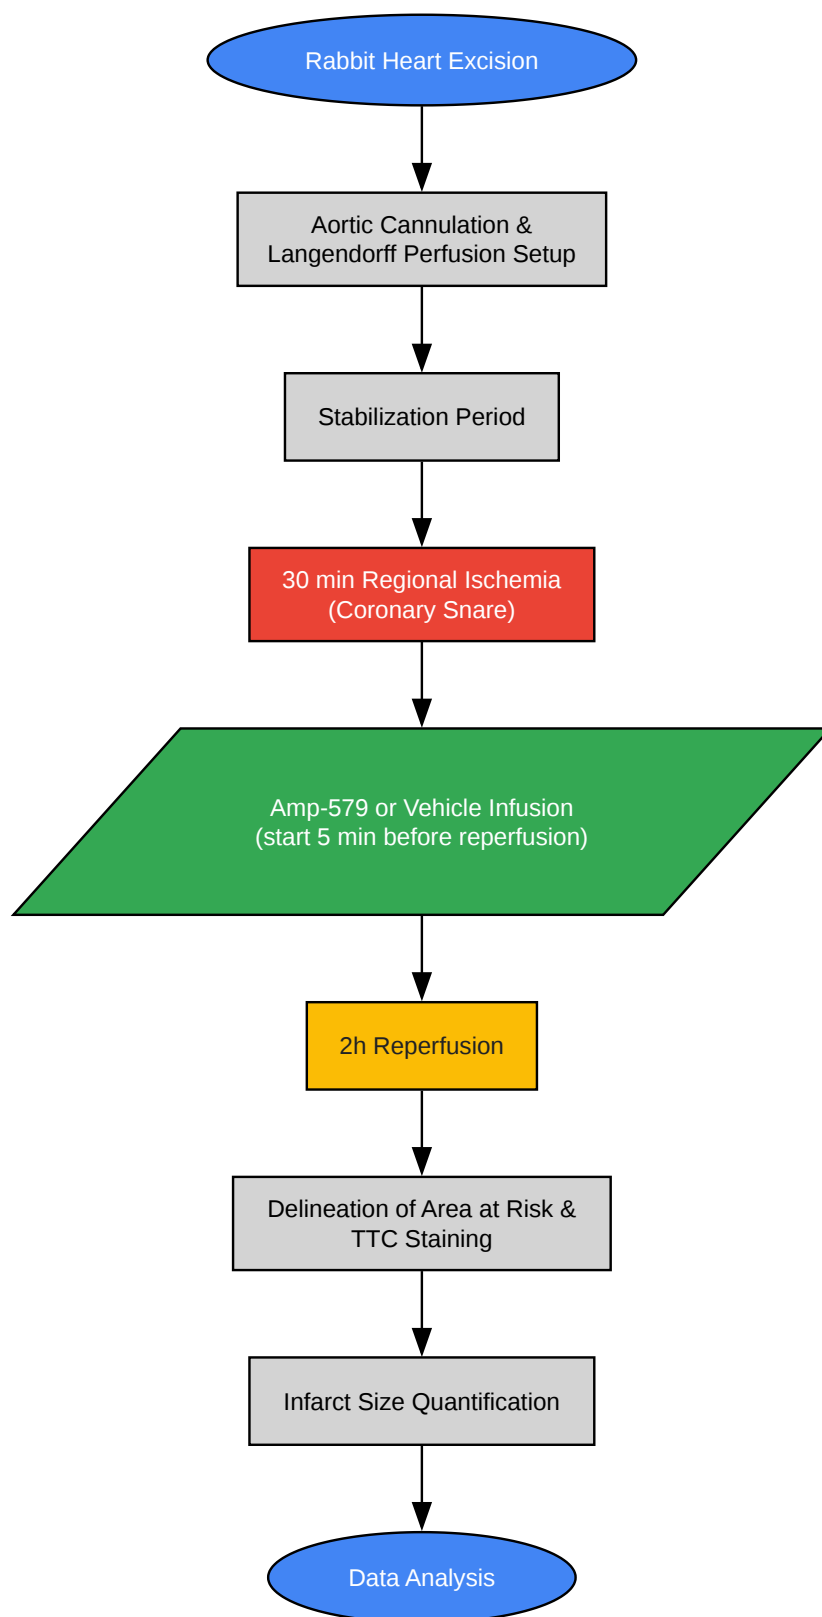 Rabbit Heart Excision
Aortic Cannulation &
Langendorff Perfusion Setup
Stabilization Period
30 min Regional Ischemia
(Coronary Snare)
Amp-579 or Vehicle Infusion
(start 5 min before reperfusion)
2h Reperfusion
Delineation of Area at Risk &
TTC Staining
Infarct Size Quantification
Data Analysis